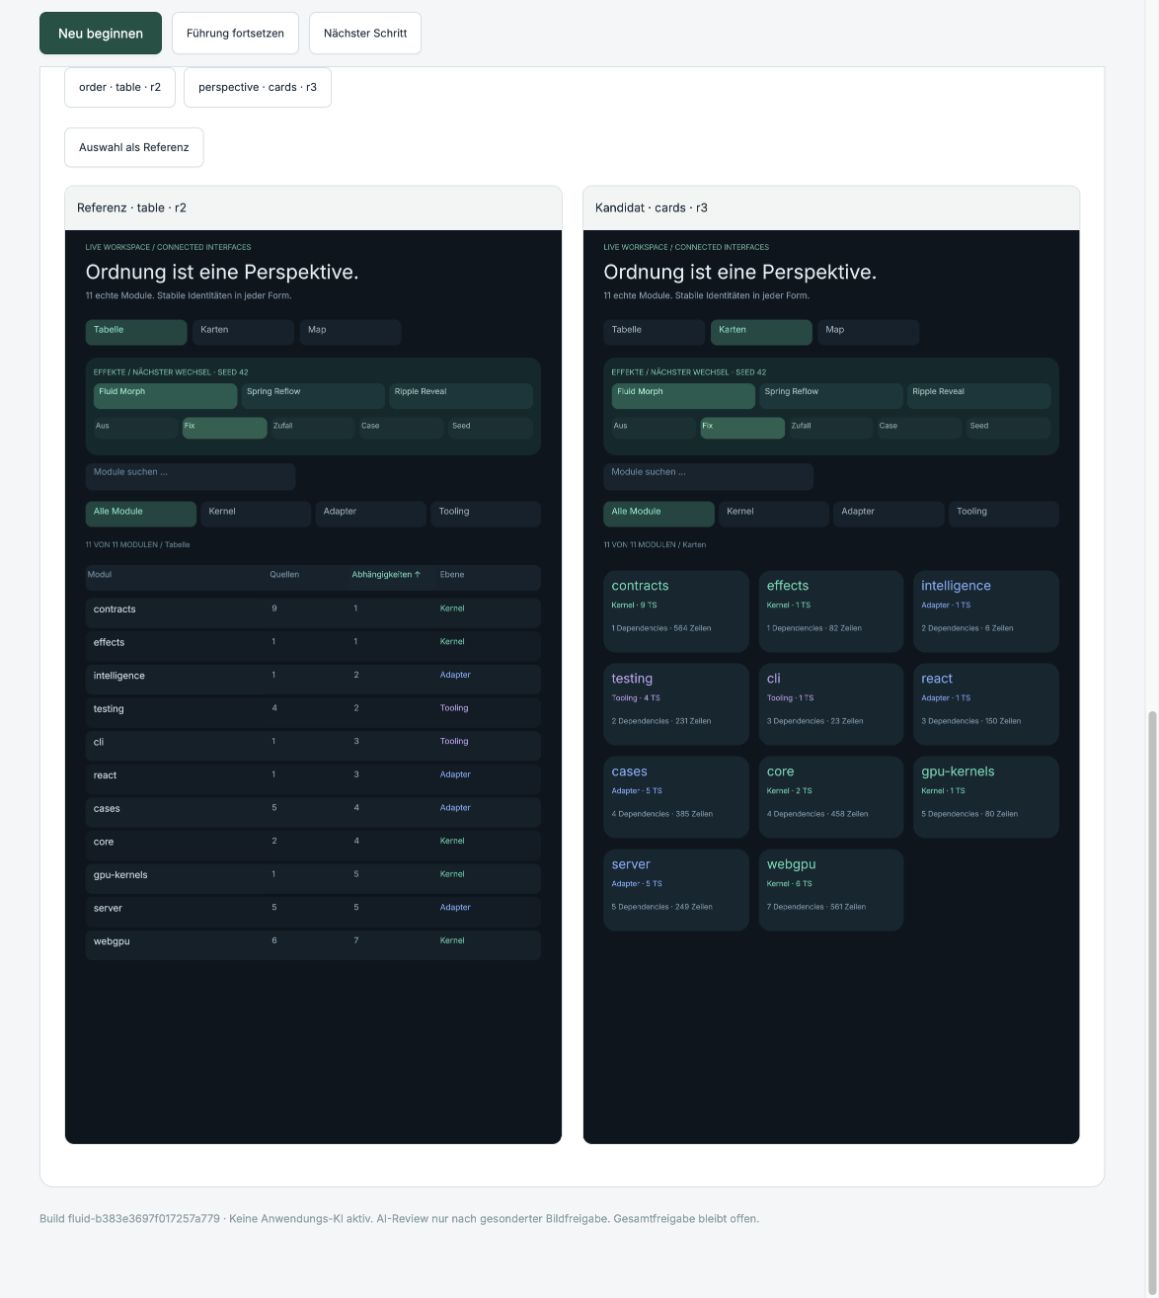 Neu beginnen
Führung fortsetzen
Nächster Schritt
order · table · r2
perspective · cards · r3
Auswahl als Referenz
Referenz · table · r2
LIVE WORKSPACE / CONNECTED INTERFACES
Ordnung ist eine Perspektive.
11 echte Module. Stabile Identitäten in jeder Form.
Tabelle Karten Map
EFFEKTE / NÄCHSTER WECHSEL · SEED 42
Fluid Morph Spring Reflow Ripple Reveal
Aus Fix Zufall Case Seed
Module suchen ...
Alle Module Kernel Adapter Tooling
11 VON 11 MODULEN / Tabelle
Modul Quellen Abhängigkeiten ↑ Ebene
contracts 9 1 Kernel
effects 1 1 Kernel
intelligence 1 2 Adapter
testing 4 2 Tooling
cli 1 3 Tooling
react 1 3 Adapter
cases 5 4 Adapter
core 2 4 Kernel
gpu-kernels 1 5 Kernel
server 5 5 Adapter
webgpu 6 7 Kernel
Kandidat · cards · r3
LIVE WORKSPACE / CONNECTED INTERFACES
Ordnung ist eine Perspektive.
11 echte Module. Stabile Identitäten in jeder Form.
Tabelle Karten Map
EFFEKTE / NÄCHSTER WECHSEL · SEED 42
Fluid Morph Spring Reflow Ripple Reveal
Aus Fix Zufall Case Seed
Module suchen ...
Alle Module Kernel Adapter Tooling
11 VON 11 MODULEN / Karten
contracts
Kernel · 9 TS
1 Dependencies · 564 Zeilen
effects
Kernel · 1 TS
1 Dependencies · 82 Zeilen
intelligence
Adapter · 1 TS
2 Dependencies · 6 Zeilen
testing
Tooling · 4 TS
2 Dependencies · 231 Zeilen
cli
Tooling · 1 TS
3 Dependencies · 23 Zeilen
react
Adapter · 1 TS
3 Dependencies · 150 Zeilen
cases
Adapter · 5 TS
4 Dependencies · 385 Zeilen
core
Kernel · 2 TS
4 Dependencies · 458 Zeilen
gpu-kernels
Kernel · 1 TS
5 Dependencies · 80 Zeilen
server
Adapter · 5 TS
5 Dependencies · 249 Zeilen
webgpu
Kernel · 6 TS
7 Dependencies · 561 Zeilen
Build fluid-b383e3697f017257a779 · Keine Anwendungs-KI aktiv. AI-Review nur nach gesonderter Bildfreigabe. Gesamtfreigabe bleibt offen.